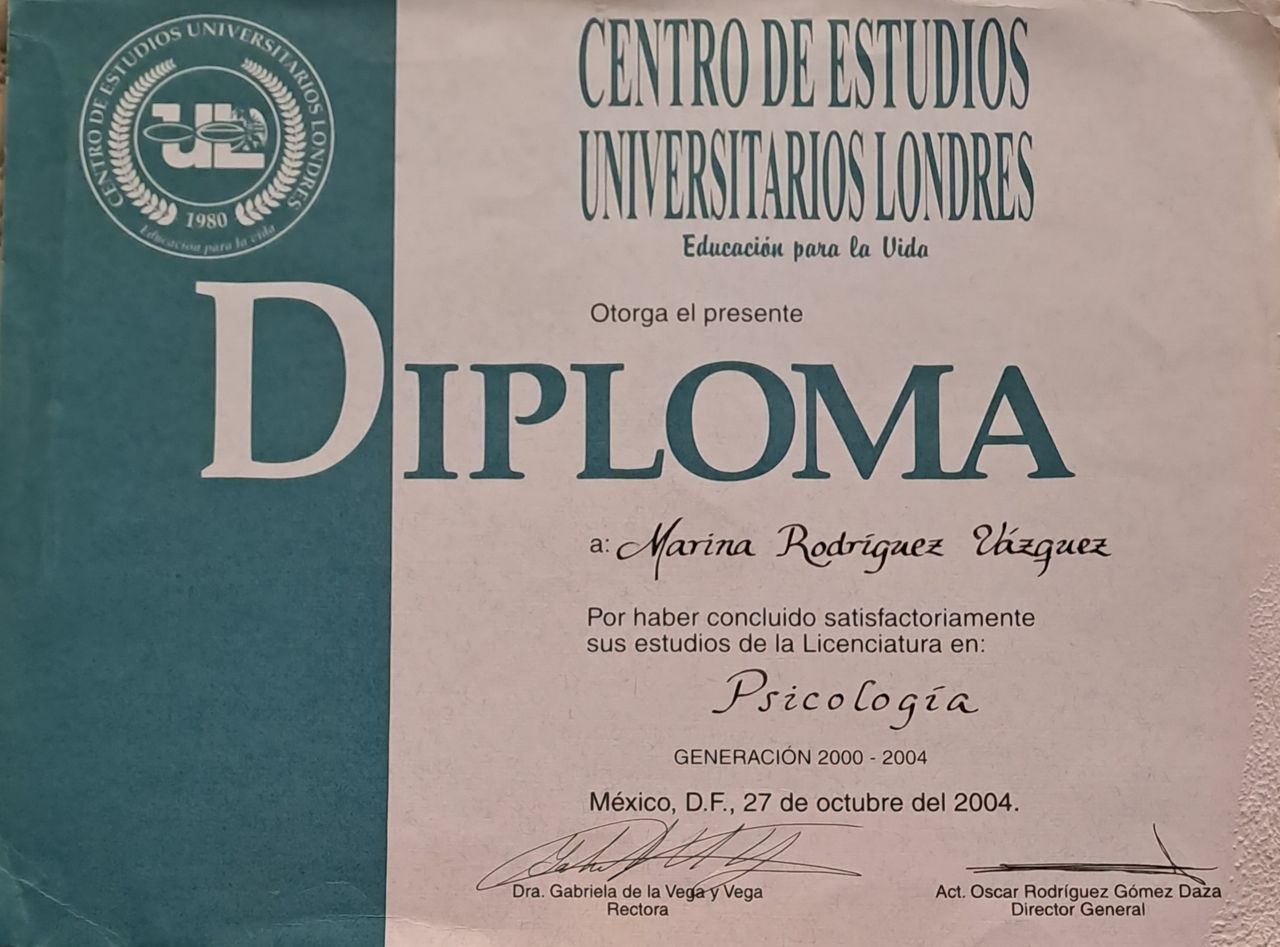 CENTRO DE ESTUDIOS UNIVERSITARIOS LONDRES
UL
1980
Educación para la vida
CENTRO DE ESTUDIOS
UNIVERSITARIOS LONDRES
Educación para la Vida
Otorga el presente
DIPLOMA
a: Marina Rodríguez Vázquez
Por haber concluido satisfactoriamente
sus estudios de la Licenciatura en:
Psicología
GENERACIÓN 2000 - 2004
México, D.F., 27 de octubre del 2004.
Dra. Gabriela de la Vega y Vega
Rectora
Act. Oscar Rodríguez Gómez Daza
Director General